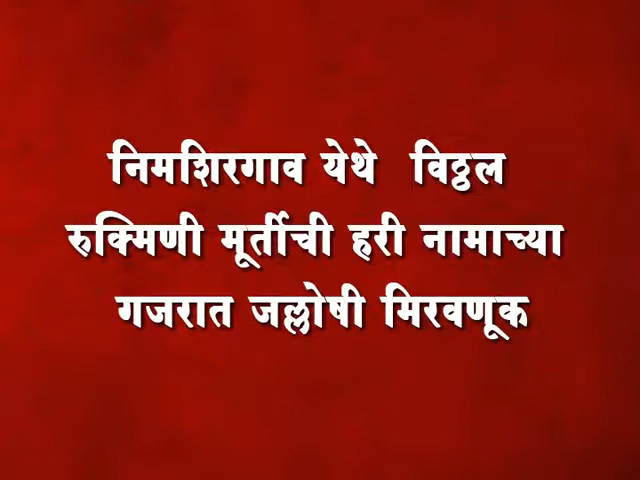 निमशिरगाव येथे विठ्ठल
रुक्मिणी मूर्तीची हरी नामाच्या
गजरात जल्लोषी मिरवणूक